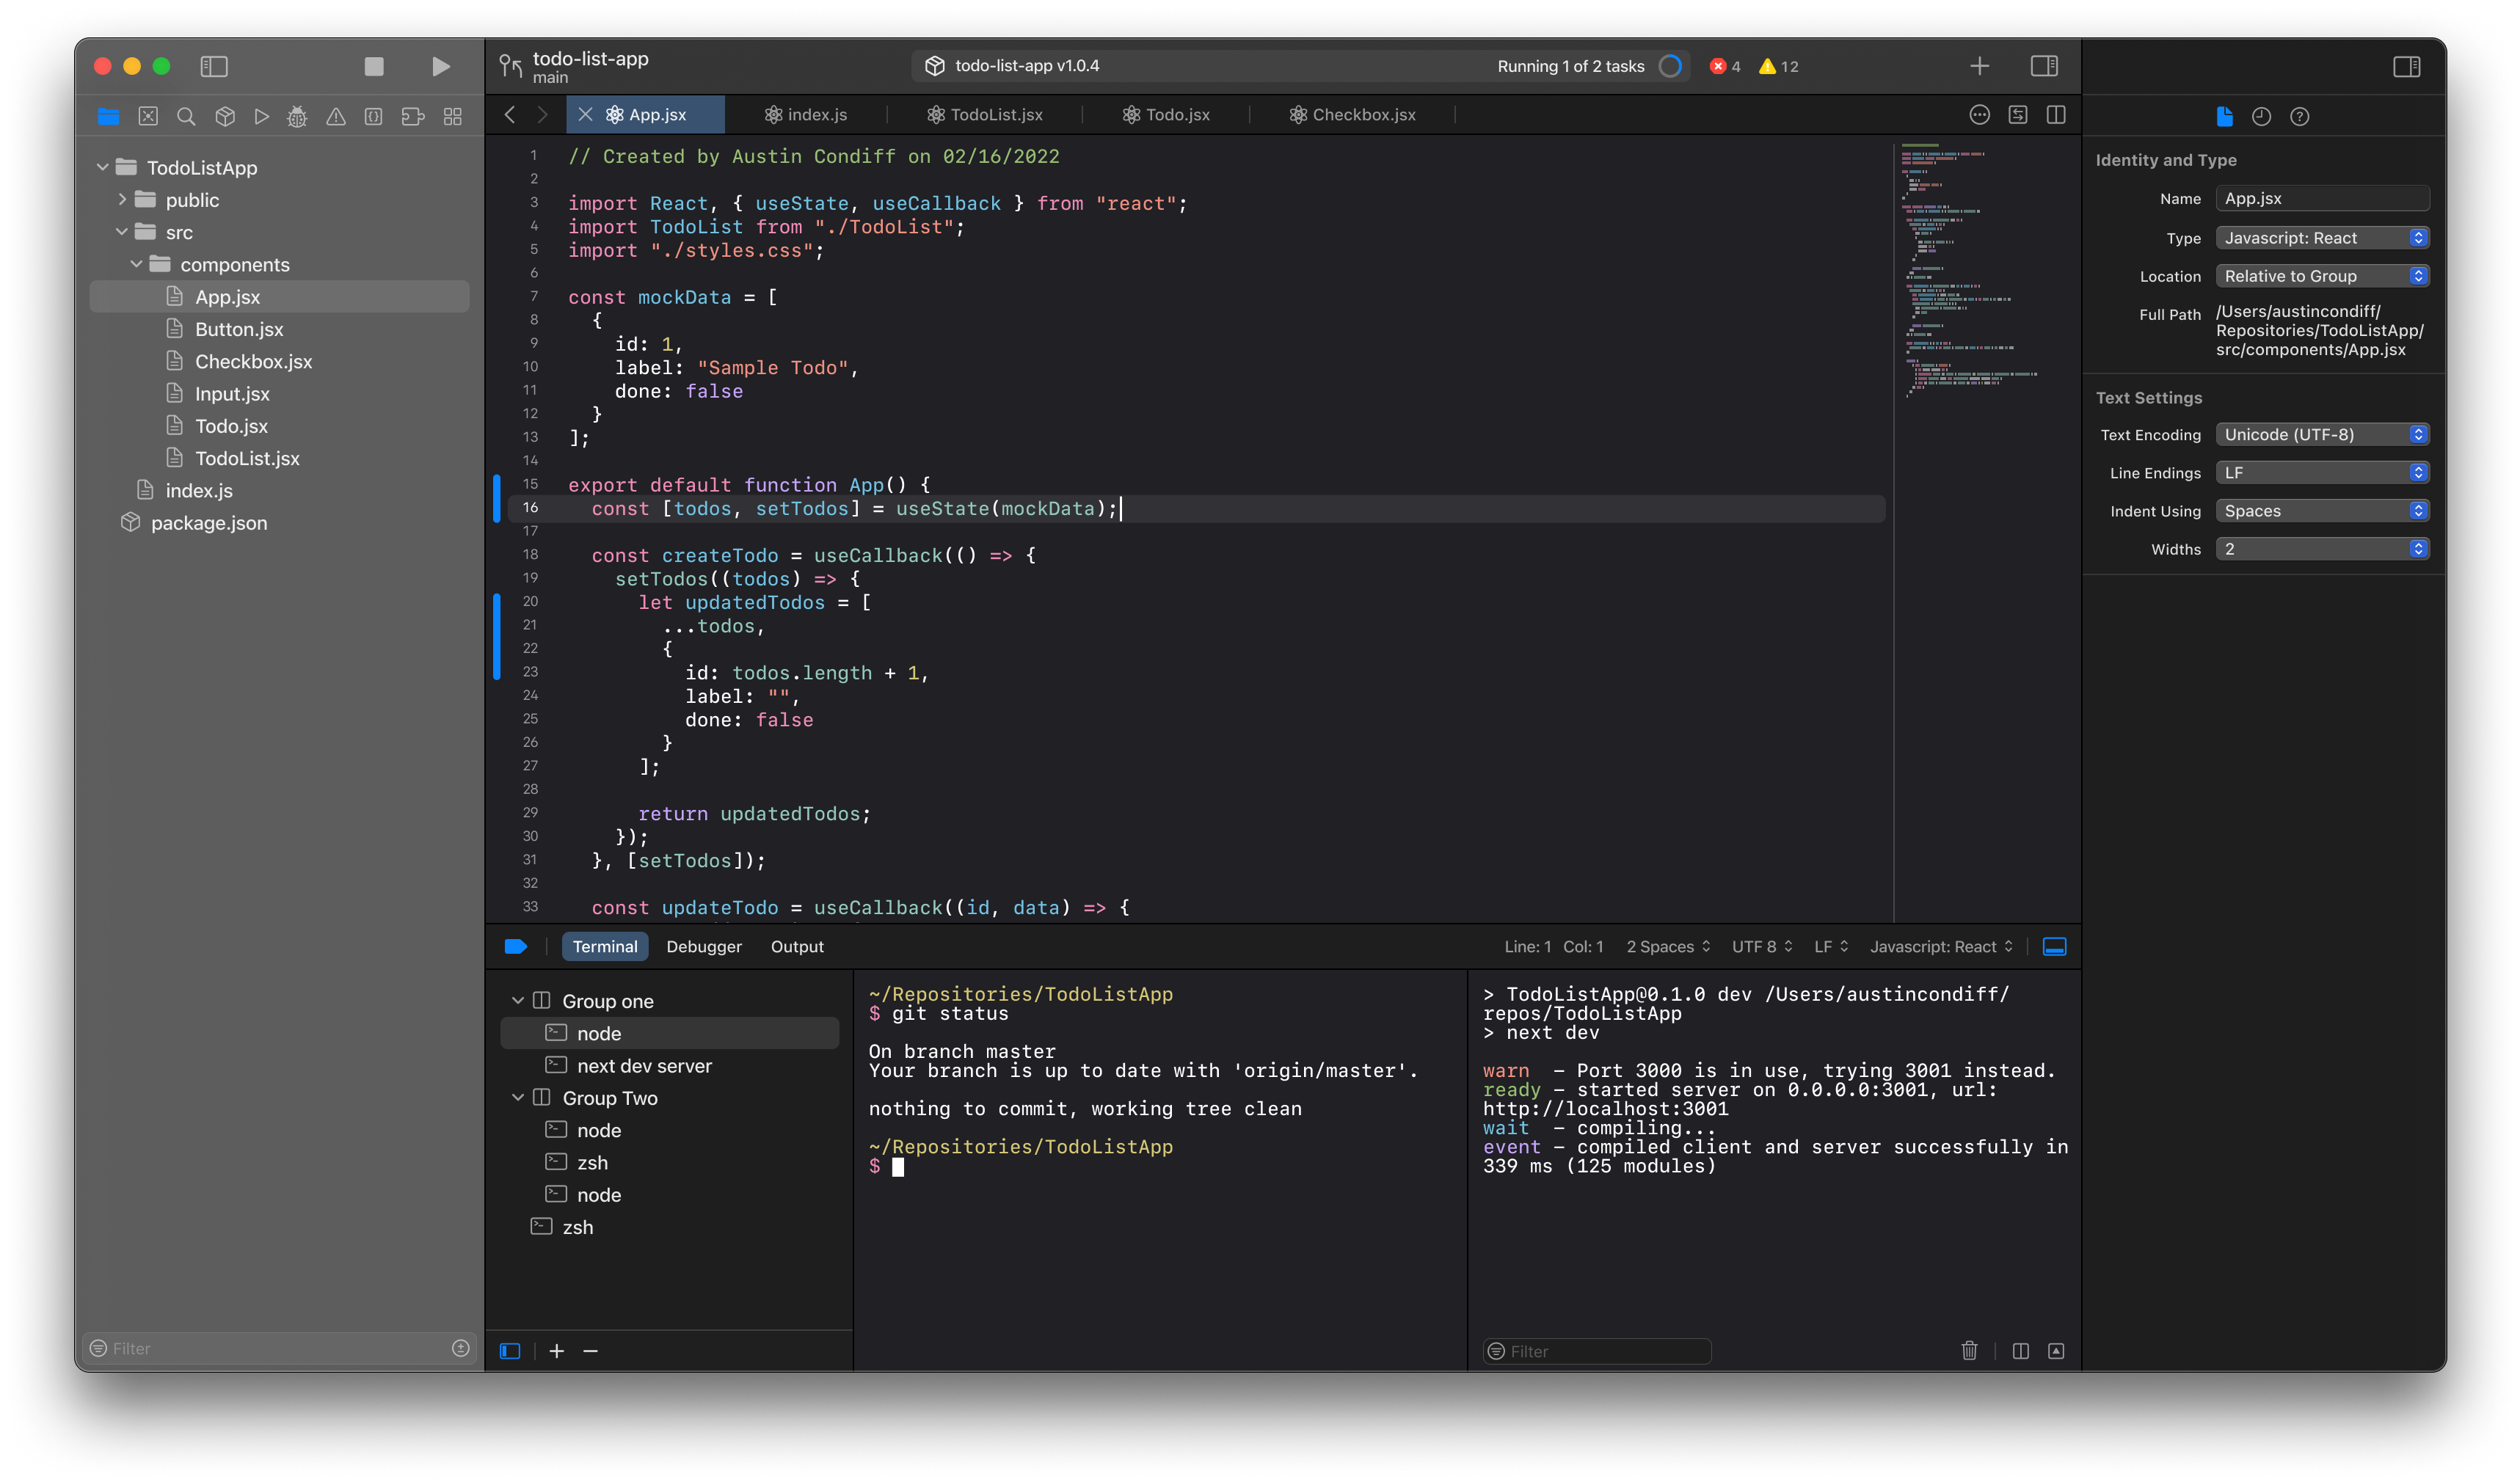 todo-list-app
main
todo-list-app v1.0.4
Running 1 of 2 tasks
4
12
TodoListApp
public
src
components
App.jsx
Button.jsx
Checkbox.jsx
Input.jsx
Todo.jsx
TodoList.jsx
index.js
package.json
Filter
App.jsx
index.js
TodoList.jsx
Todo.jsx
Checkbox.jsx
1 // Created by Austin Condiff on 02/16/2022
2
3 import React, { useState, useCallback } from "react";
4 import TodoList from "./TodoList";
5 import "./styles.css";
6
7 const mockData = [
8 {
9 id: 1,
10 label: "Sample Todo",
11 done: false
12 }
13 ];
14
15 export default function App() {
16 const [todos, setTodos] = useState(mockData);
17
18 const createTodo = useCallback(() => {
19 setTodos((todos) => {
20 let updatedTodos = [
21 ...todos,
22 {
23 id: todos.length + 1,
24 label: "",
25 done: false
26 }
27 ];
28
29 return updatedTodos;
30 });
31 }, [setTodos]);
32
33 const updateTodo = useCallback((id, data) => {
Terminal
Debugger
Output
Line: 1 Col: 1
2 Spaces
UTF 8
LF
Javascript: React
Group one
node
next dev server
Group Two
node
zsh
node
zsh
~/Repositories/TodoListApp
$ git status
On branch master
Your branch is up to date with 'origin/master'.
nothing to commit, working tree clean
~/Repositories/TodoListApp
$
> TodoListApp@0.1.0 dev /Users/austincondiff/
repos/TodoListApp
> next dev
warn – Port 3000 is in use, trying 3001 instead.
ready – started server on 0.0.0.0:3001, url:
http://localhost:3001
wait – compiling...
event – compiled client and server successfully in
339 ms (125 modules)
Filter
Identity and Type
Name App.jsx
Type Javascript: React
Location Relative to Group
Full Path /Users/austincondiff/
Repositories/TodoListApp/
src/components/App.jsx
Text Settings
Text Encoding Unicode (UTF-8)
Line Endings LF
Indent Using Spaces
Widths 2